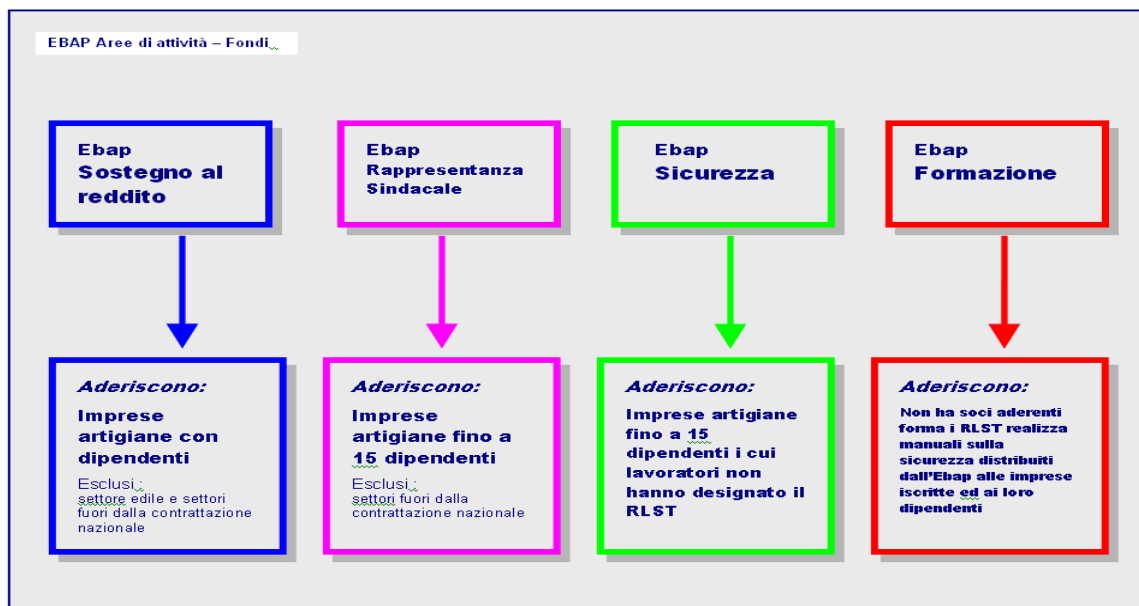 EBAP Aree di attività – Fondi
Ebap
Sostegno al
reddito
Ebap
Rappresentanza
Sindacale
Ebap
Sicurezza
Ebap
Formazione
Aderiscono:
Imprese
artigiane con
dipendenti
Esclusi :
settore edile e settori
fuori dalla contrattazione
nazionale
Aderiscono:
Imprese
artigiane fino a
15 dipendenti
Esclusi :
settori fuori dalla
contrattazione nazionale
Aderiscono:
Imprese artigiane
fino a 15
dipendenti i cui
lavoratori non
hanno designato il
RLST
Aderiscono:
Non ha soci aderenti
forma i RLST realizza
manuali sulla
sicurezza distribuiti
dall'Ebap alle imprese
iscritte ed ai loro
dipendenti